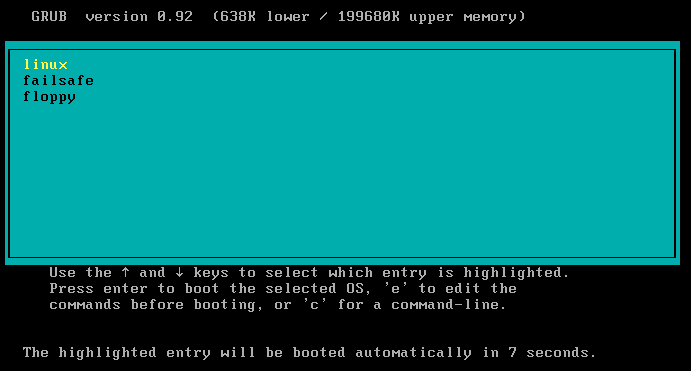 GRUB  version 0.92  (638K lower / 199680K upper memory)
linux
failsafe
floppy
Use the ↑ and ↓ keys to select which entry is highlighted.
Press enter to boot the selected OS, 'e' to edit the
commands before booting, or 'c' for a command-line.
The highlighted entry will be booted automatically in 7 seconds.